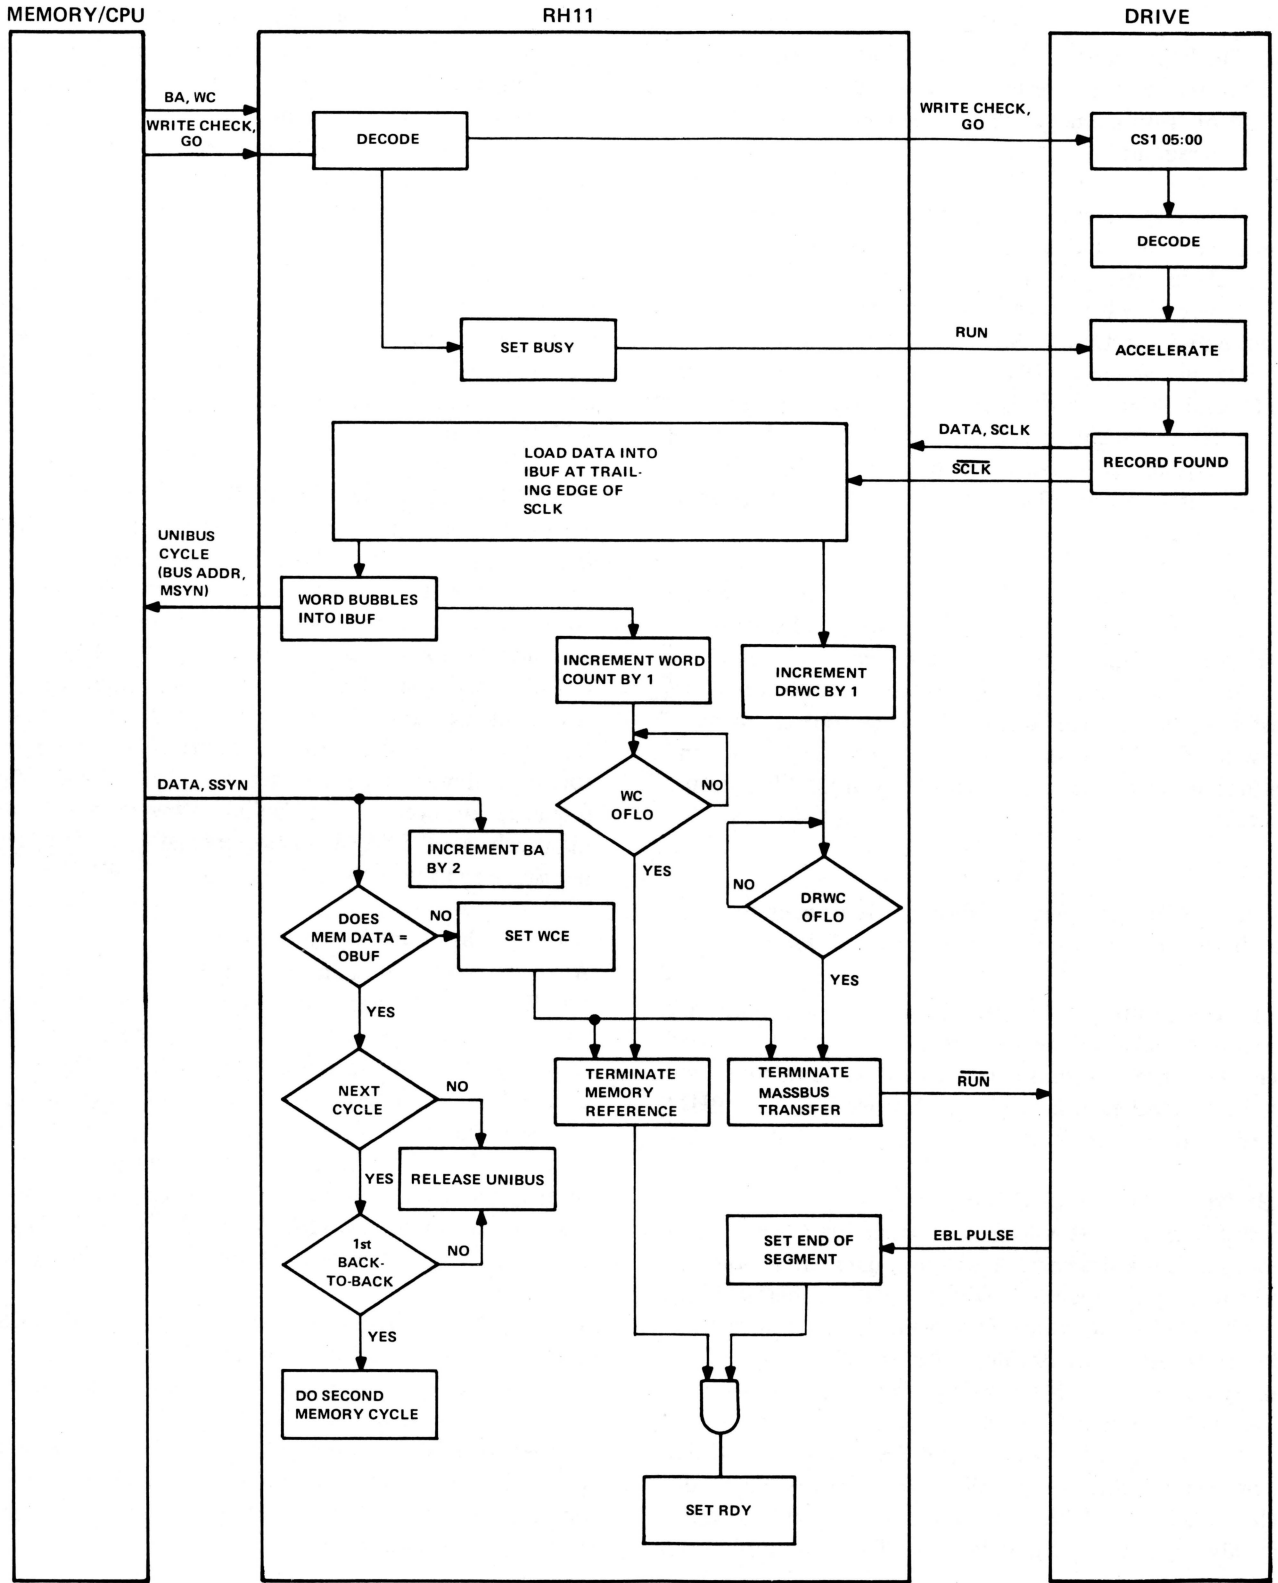 MEMORY/CPU
RH11
DRIVE
BA, WC
WRITE CHECK,
GO
DECODE
WRITE CHECK,
GO
CS1 05:00
DECODE
SET BUSY
RUN
ACCELERATE
DATA, SCLK
SCLK
RECORD FOUND
LOAD DATA INTO
IBUF AT TRAIL-
ING EDGE OF
SCLK
UNIBUS
CYCLE
(BUS ADDR,
MSYN)
WORD BUBBLES
INTO IBUF
INCREMENT WORD
COUNT BY 1
INCREMENT
DRWC BY 1
WC
OFLO
NO
YES
DATA, SSYN
INCREMENT BA
BY 2
DRWC
OFLO
NO
YES
DOES
MEM DATA =
OBUF
NO
YES
SET WCE
NEXT
CYCLE
NO
YES
TERMINATE
MEMORY
REFERENCE
TERMINATE
MASSBUS
TRANSFER
RUN
RELEASE UNIBUS
1st
BACK-
TO-BACK
NO
YES
SET END OF
SEGMENT
EBL PULSE
DO SECOND
MEMORY CYCLE
SET RDY